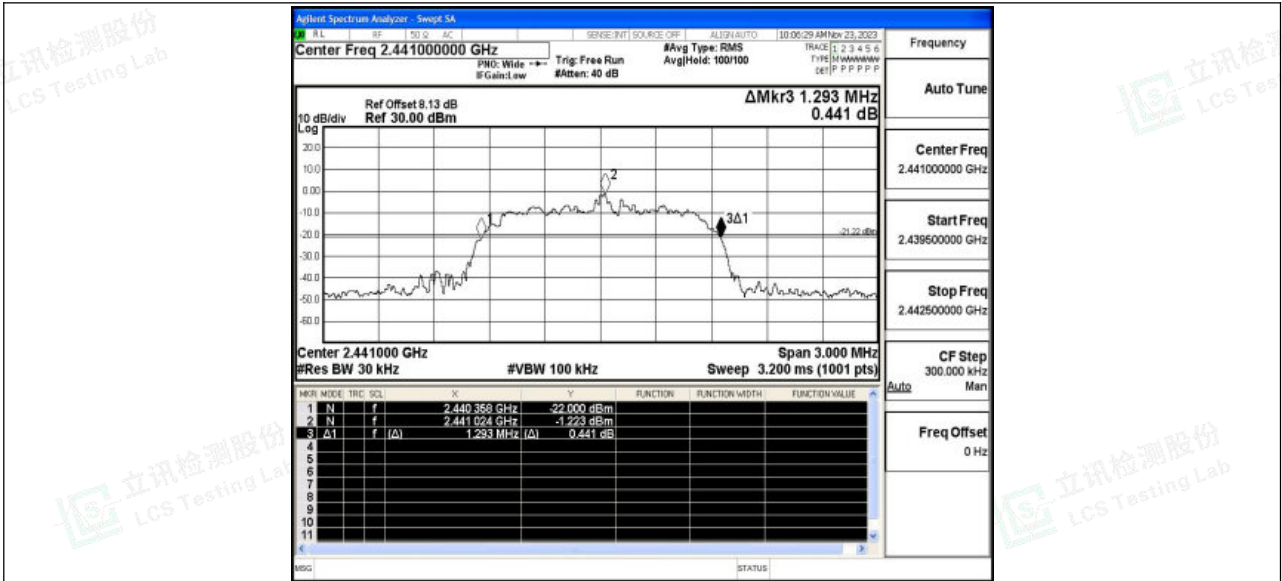 Agilent Spectrum Analyzer - Swept SA
RL RF 50 Ω AC SENSE:INT SOURCE OFF ALIGN AUTO 10:06:29 AM Nov 23, 2023
Center Freq 2.441000000 GHz
PNO: Wide
IFGain:Low
Trig: Free Run
#Atten: 40 dB
#Avg Type: RMS
Avg|Hold: 100/100
TRACE 1 2 3 4 5 6
TYPE M WWWWW
DET P P P P P P
Ref Offset 8.13 dB
10 dB/div Ref 30.00 dBm
Log
ΔMkr3 1.293 MHz
0.441 dB
20.0
10.0
0.00
-10.0
-20.0
-30.0
-40.0
-50.0
-60.0
1
2
3Δ1
-21.22 dBm
Center 2.441000 GHz Span 3.000 MHz
#Res BW 30 kHz #VBW 100 kHz Sweep 3.200 ms (1001 pts)
MKR MODE TRC SCL X Y FUNCTION FUNCTION WIDTH FUNCTION VALUE
1 N f 2.440 358 GHz -22.000 dBm
2 N f 2.441 024 GHz -1.223 dBm
3 Δ1 f (Δ) 1.293 MHz (Δ) 0.441 dB
4
5
6
7
8
9
10
11
MSG STATUS
Frequency
Auto Tune
Center Freq
2.441000000 GHz
Start Freq
2.439500000 GHz
Stop Freq
2.442500000 GHz
CF Step
300.000 kHz
Auto Man
Freq Offset
0 Hz
立讯检测股份
LCS Testing Lab
立讯检
LCS Tes
立讯检测股份
LCS Testing La
立讯检测股份
LCS Testing Lab